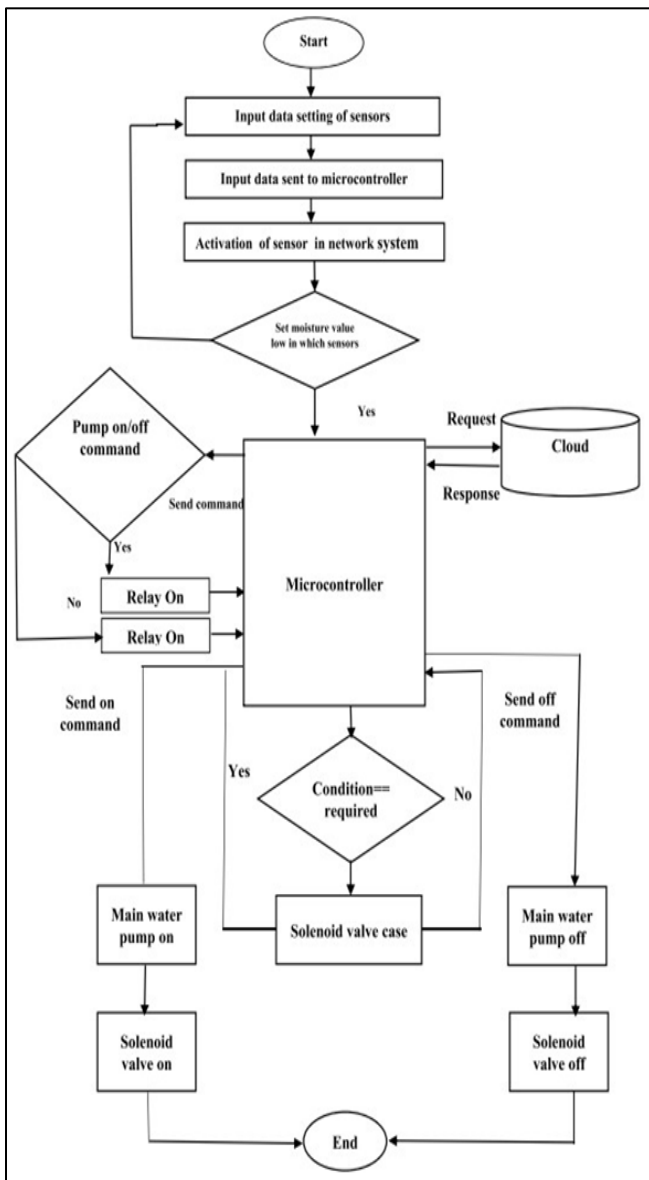 Start
Input data setting of sensors
Input data sent to microcontroller
Activation of sensor in network system
Set moisture value
low in which sensors
Yes
Pump on/off
command
Request
Cloud
Response
Send command
Yes
Microcontroller
Relay On
No
Relay On
Send on
command
Send off
command
Yes
Condition==
required
No
Main water
pump on
Solenoid valve case
Main water
pump off
Solenoid
valve on
Solenoid
valve off
End